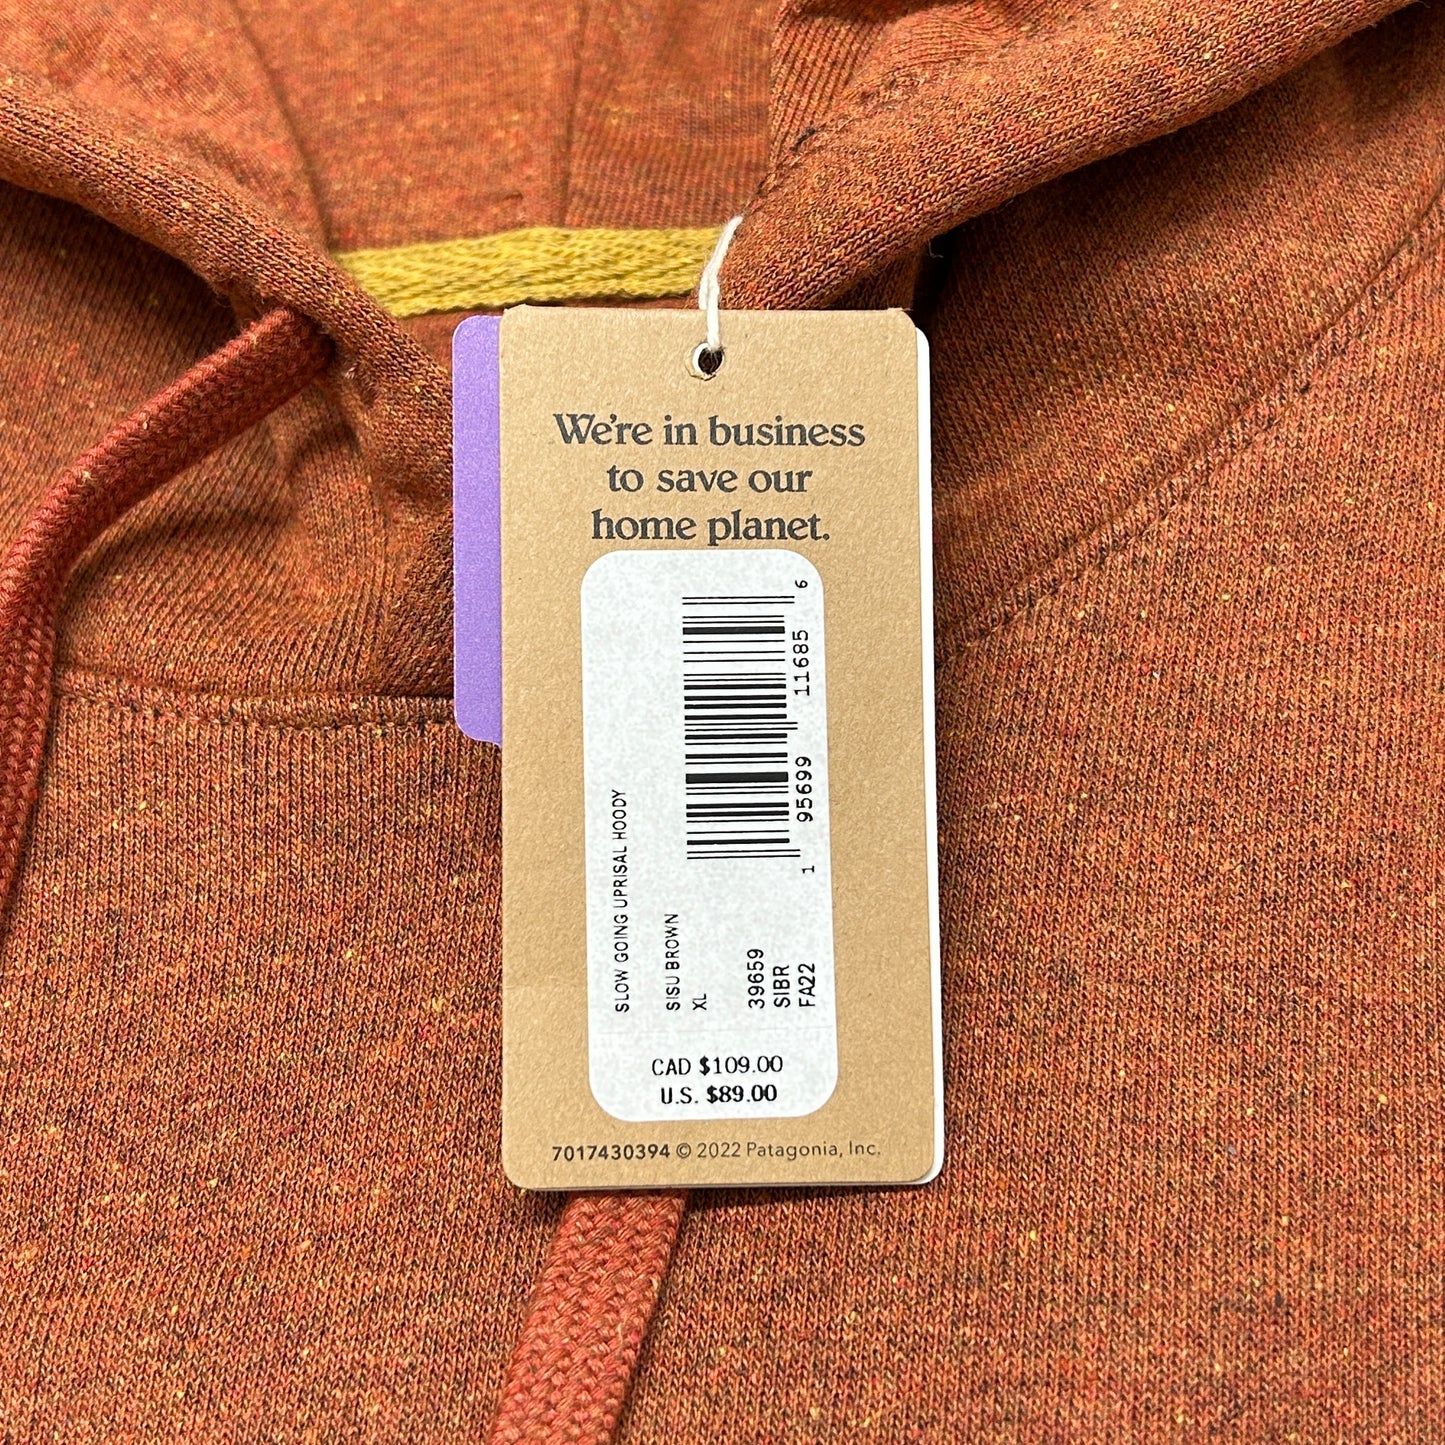 We're in business
to save our
home planet.
SLOW GOING UPRISAL HOODY
SISU BROWN
XL
39659
SIBR
FA22
1 95699 11685 6
CAD $109.00
U.S. $89.00
7017430394 © 2022 Patagonia, Inc.